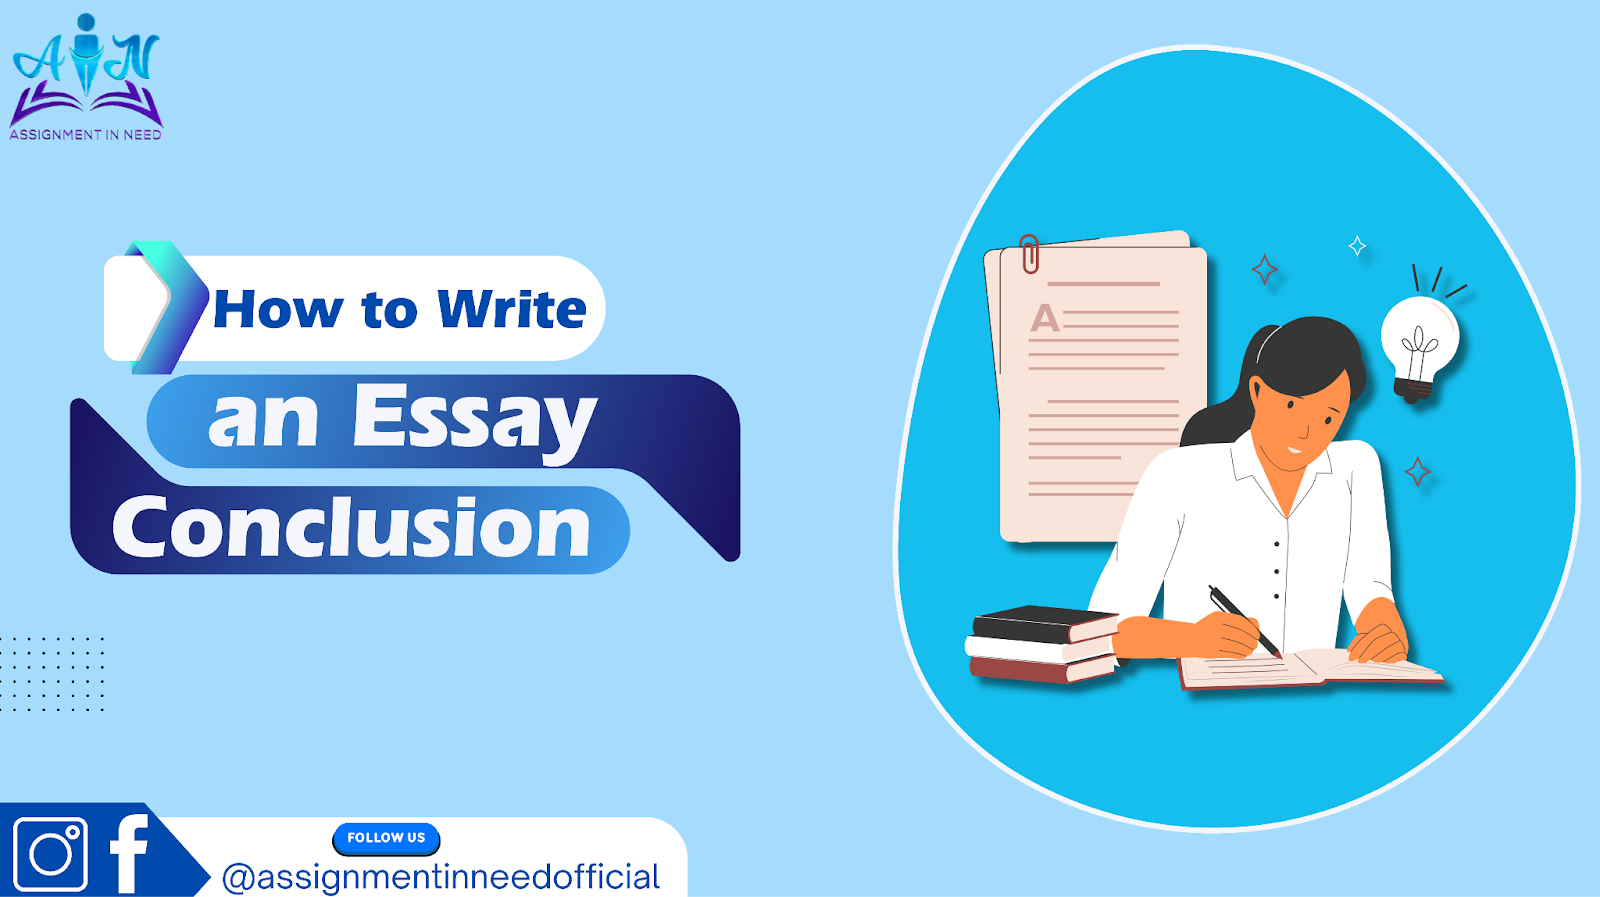 AIN
ASSIGNMENT IN NEED
How to Write
an Essay
Conclusion
A
FOLLOW US
@assignmentinneedofficial